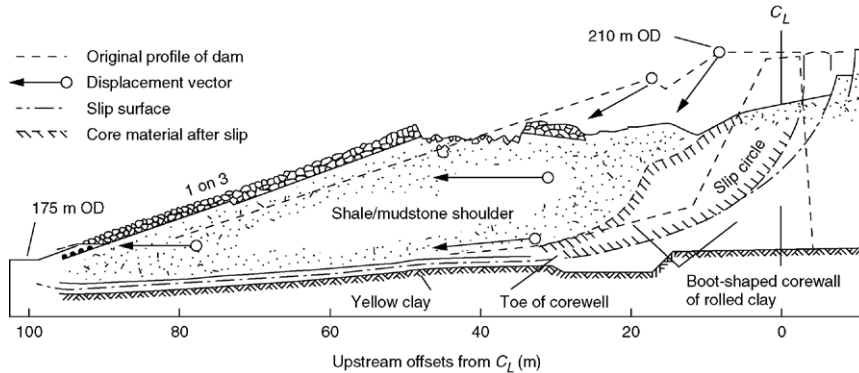 C_L
210 m OD
Original profile of dam
Displacement vector
Slip surface
Core material after slip
1 on 3
175 m OD
Shale/mudstone shoulder
Slip circle
Yellow clay
Toe of corewell
Boot-shaped corewall
of rolled clay
100 80 60 40 20 0
Upstream offsets from C_L (m)